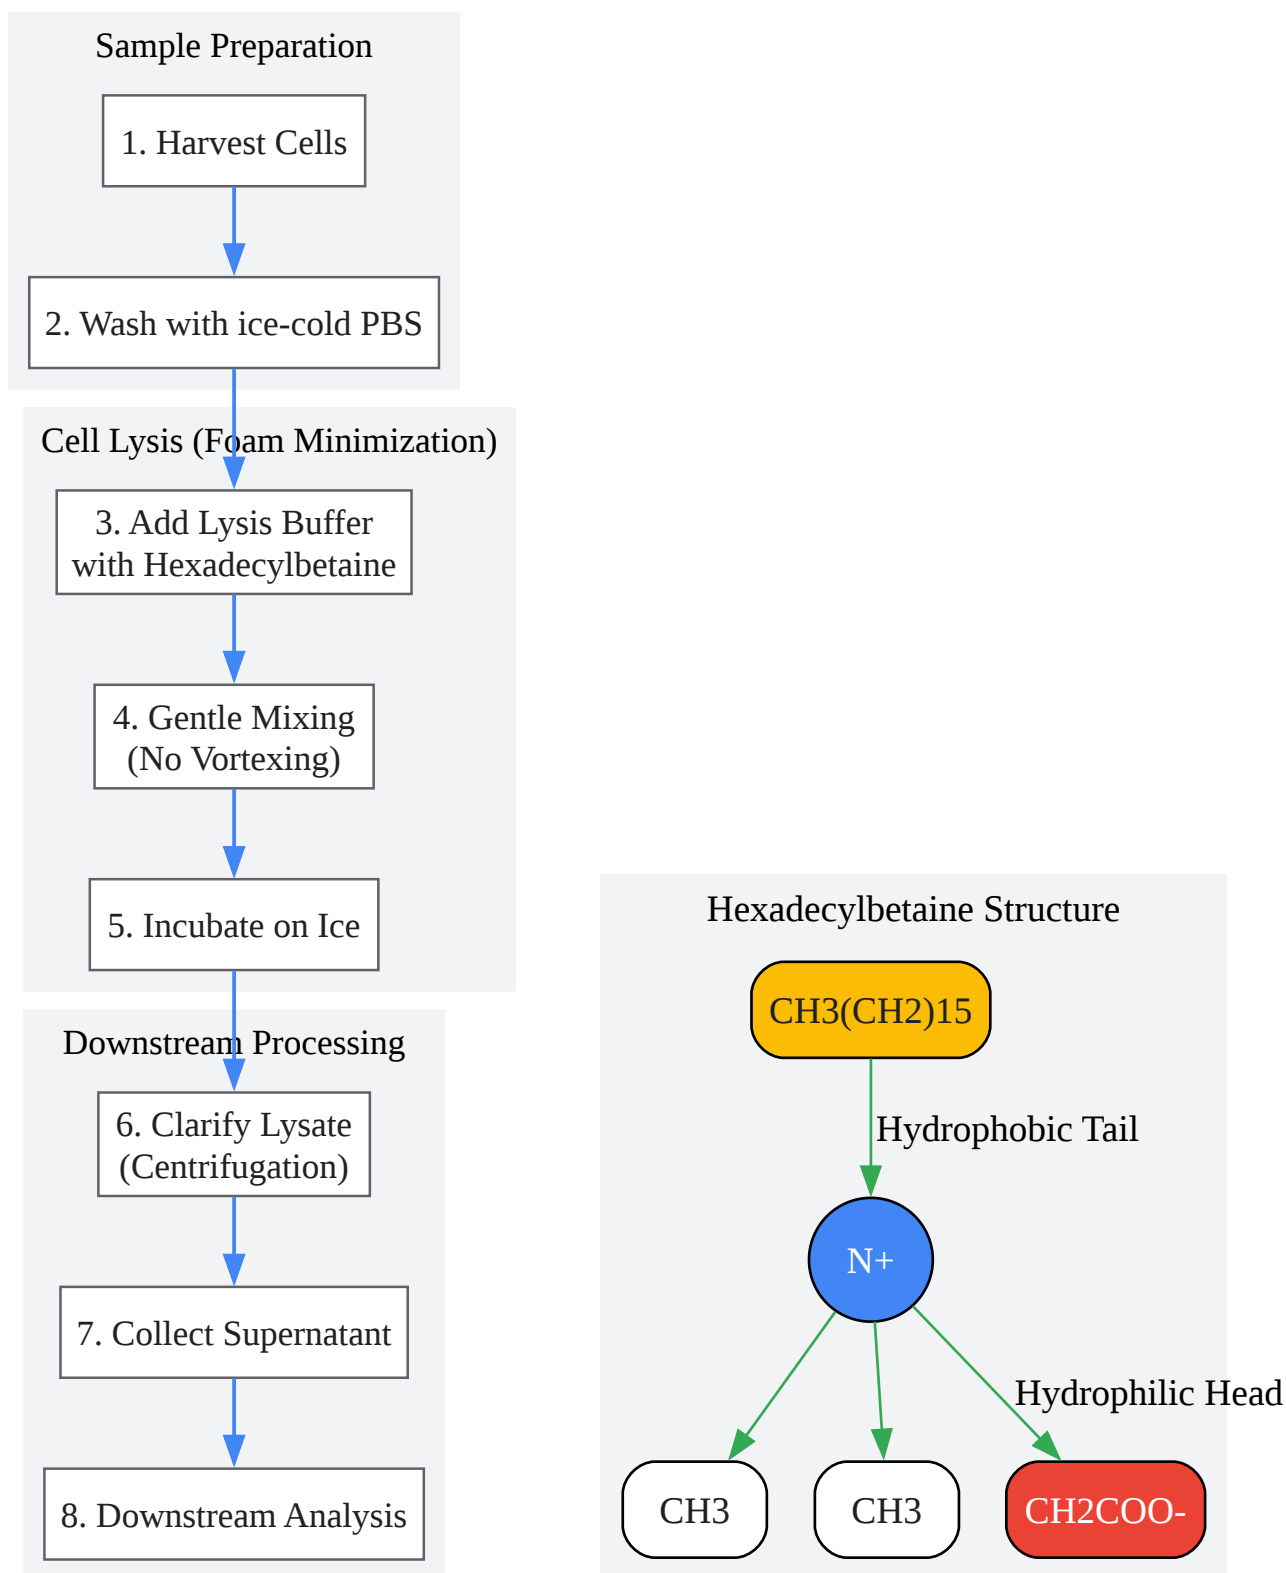 Sample Preparation
1. Harvest Cells
2. Wash with ice-cold PBS
Cell Lysis (Foam Minimization)
3. Add Lysis Buffer
with Hexadecylbetaine
4. Gentle Mixing
(No Vortexing)
5. Incubate on Ice
Downstream Processing
6. Clarify Lysate
(Centrifugation)
7. Collect Supernatant
8. Downstream Analysis
Hexadecylbetaine Structure
CH3(CH2)15
Hydrophobic Tail
N+
Hydrophilic Head
CH3
CH3
CH2COO-